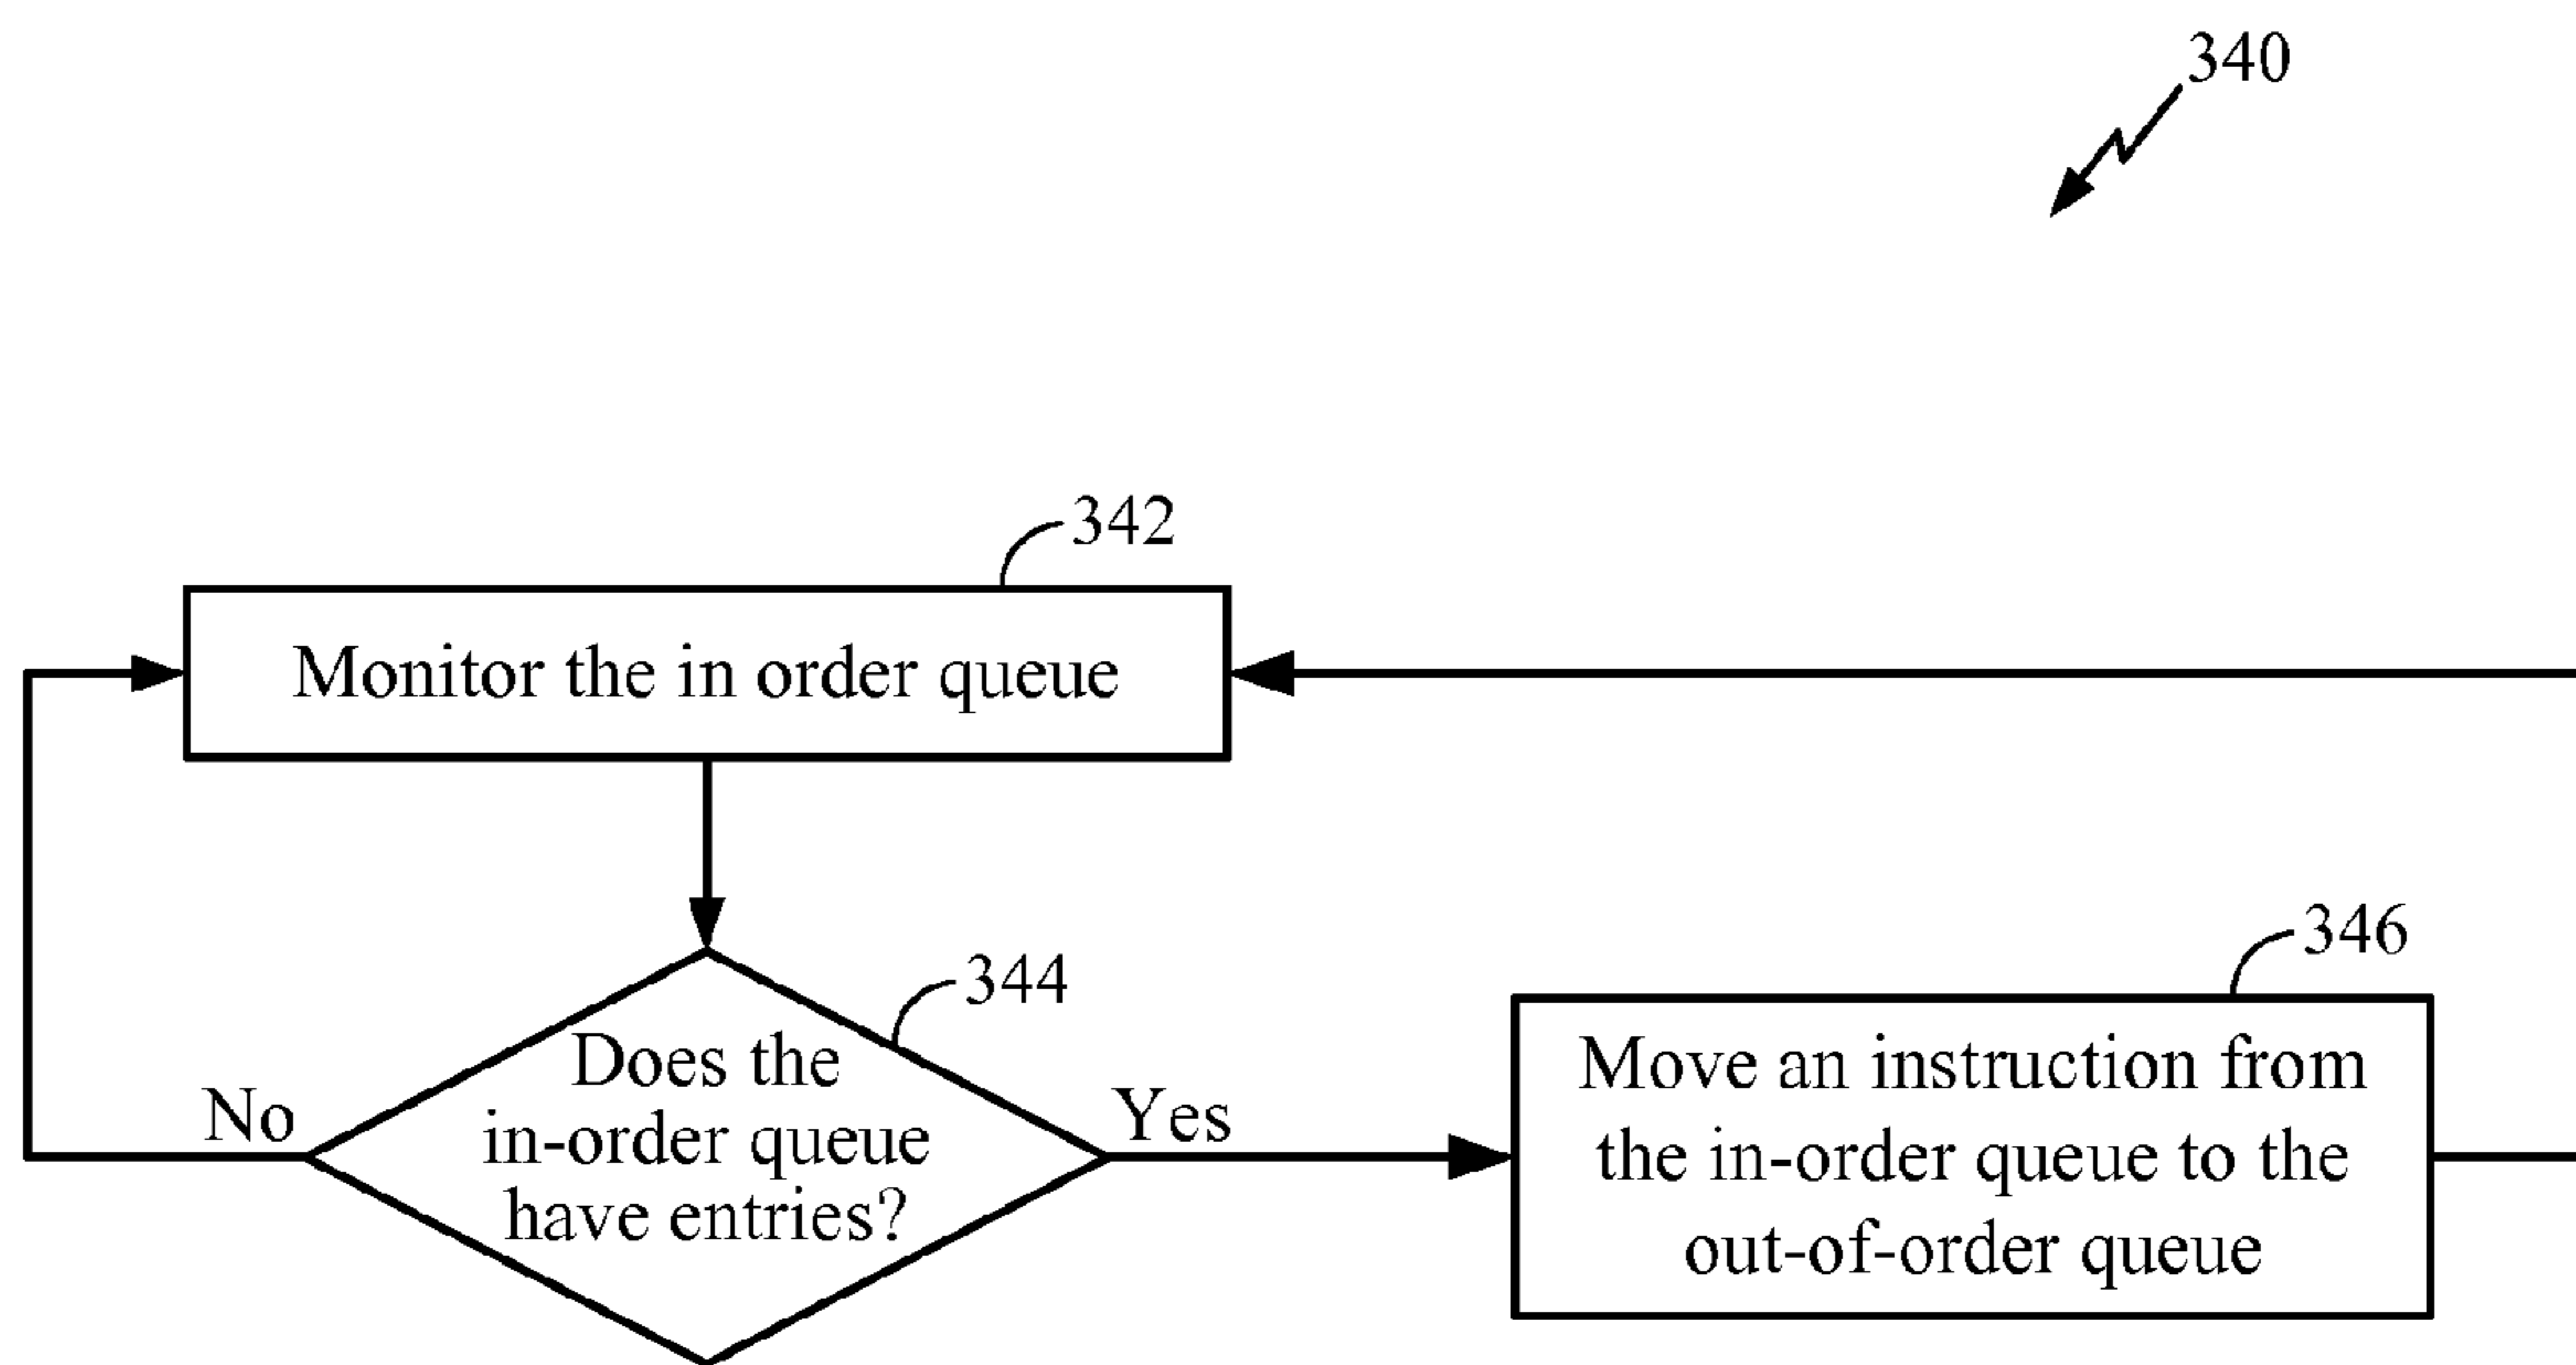 340
342
Monitor the in order queue
344
Does the
in-order queue
have entries?
No
Yes
346
Move an instruction from
the in-order queue to the
out-of-order queue